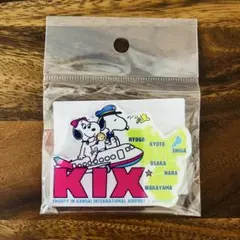 HYOGO
KYOTO
SHIGA
OSAKA
NARA
KIX
WAKAYAMA
SNOOPY IN KANSAI INTERNATIONAL AIRPORT